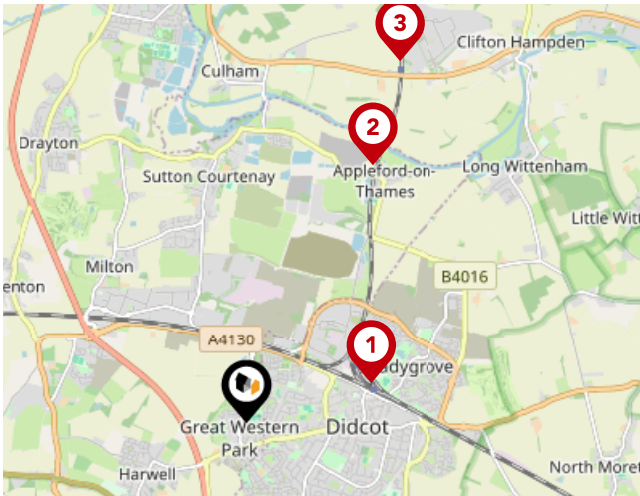 3
Clifton Hampden
Culham
2
Drayton
Appleford-on-
Thames
Long Wittenham
Sutton Courtenay
Little Witt
Milton
enton
B4016
A4130
1
adygrove
Great Western
Park
Didcot
Harwell
North Moret